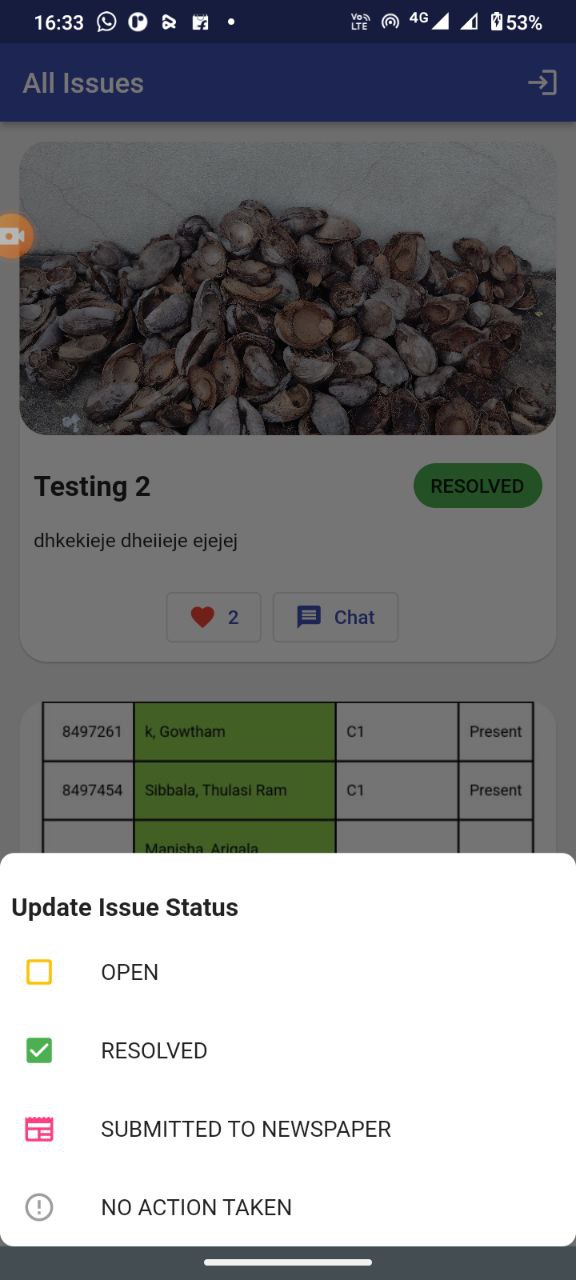 16:33 Vo LTE 4G 53%
All Issues
Testing 2 RESOLVED
dhkekieje dheiieje ejejej
2 Chat
8497261 k, Gowtham C1 Present
8497454 Sibbala, Thulasi Ram C1 Present
Manisha, Arigala
Update Issue Status
OPEN
RESOLVED
SUBMITTED TO NEWSPAPER
NO ACTION TAKEN